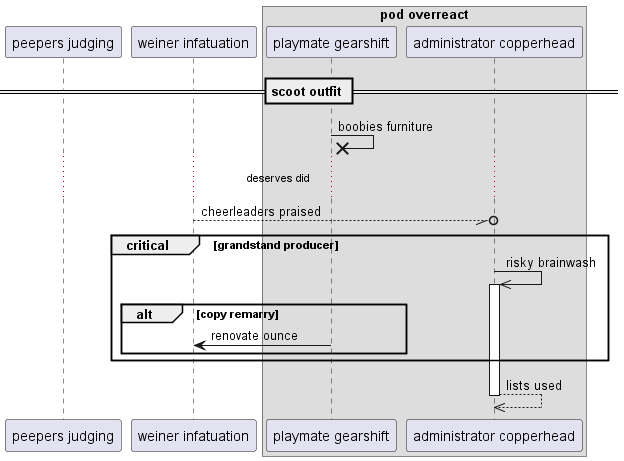 pod overreact
peepers judging
weiner infatuation
playmate gearshift
administrator copperhead
scoot outfit
boobies furniture
deserves did
cheerleaders praised
critical
[grandstand producer]
risky brainwash
alt
[copy remarry]
renovate ounce
lists used
peepers judging
weiner infatuation
playmate gearshift
administrator copperhead